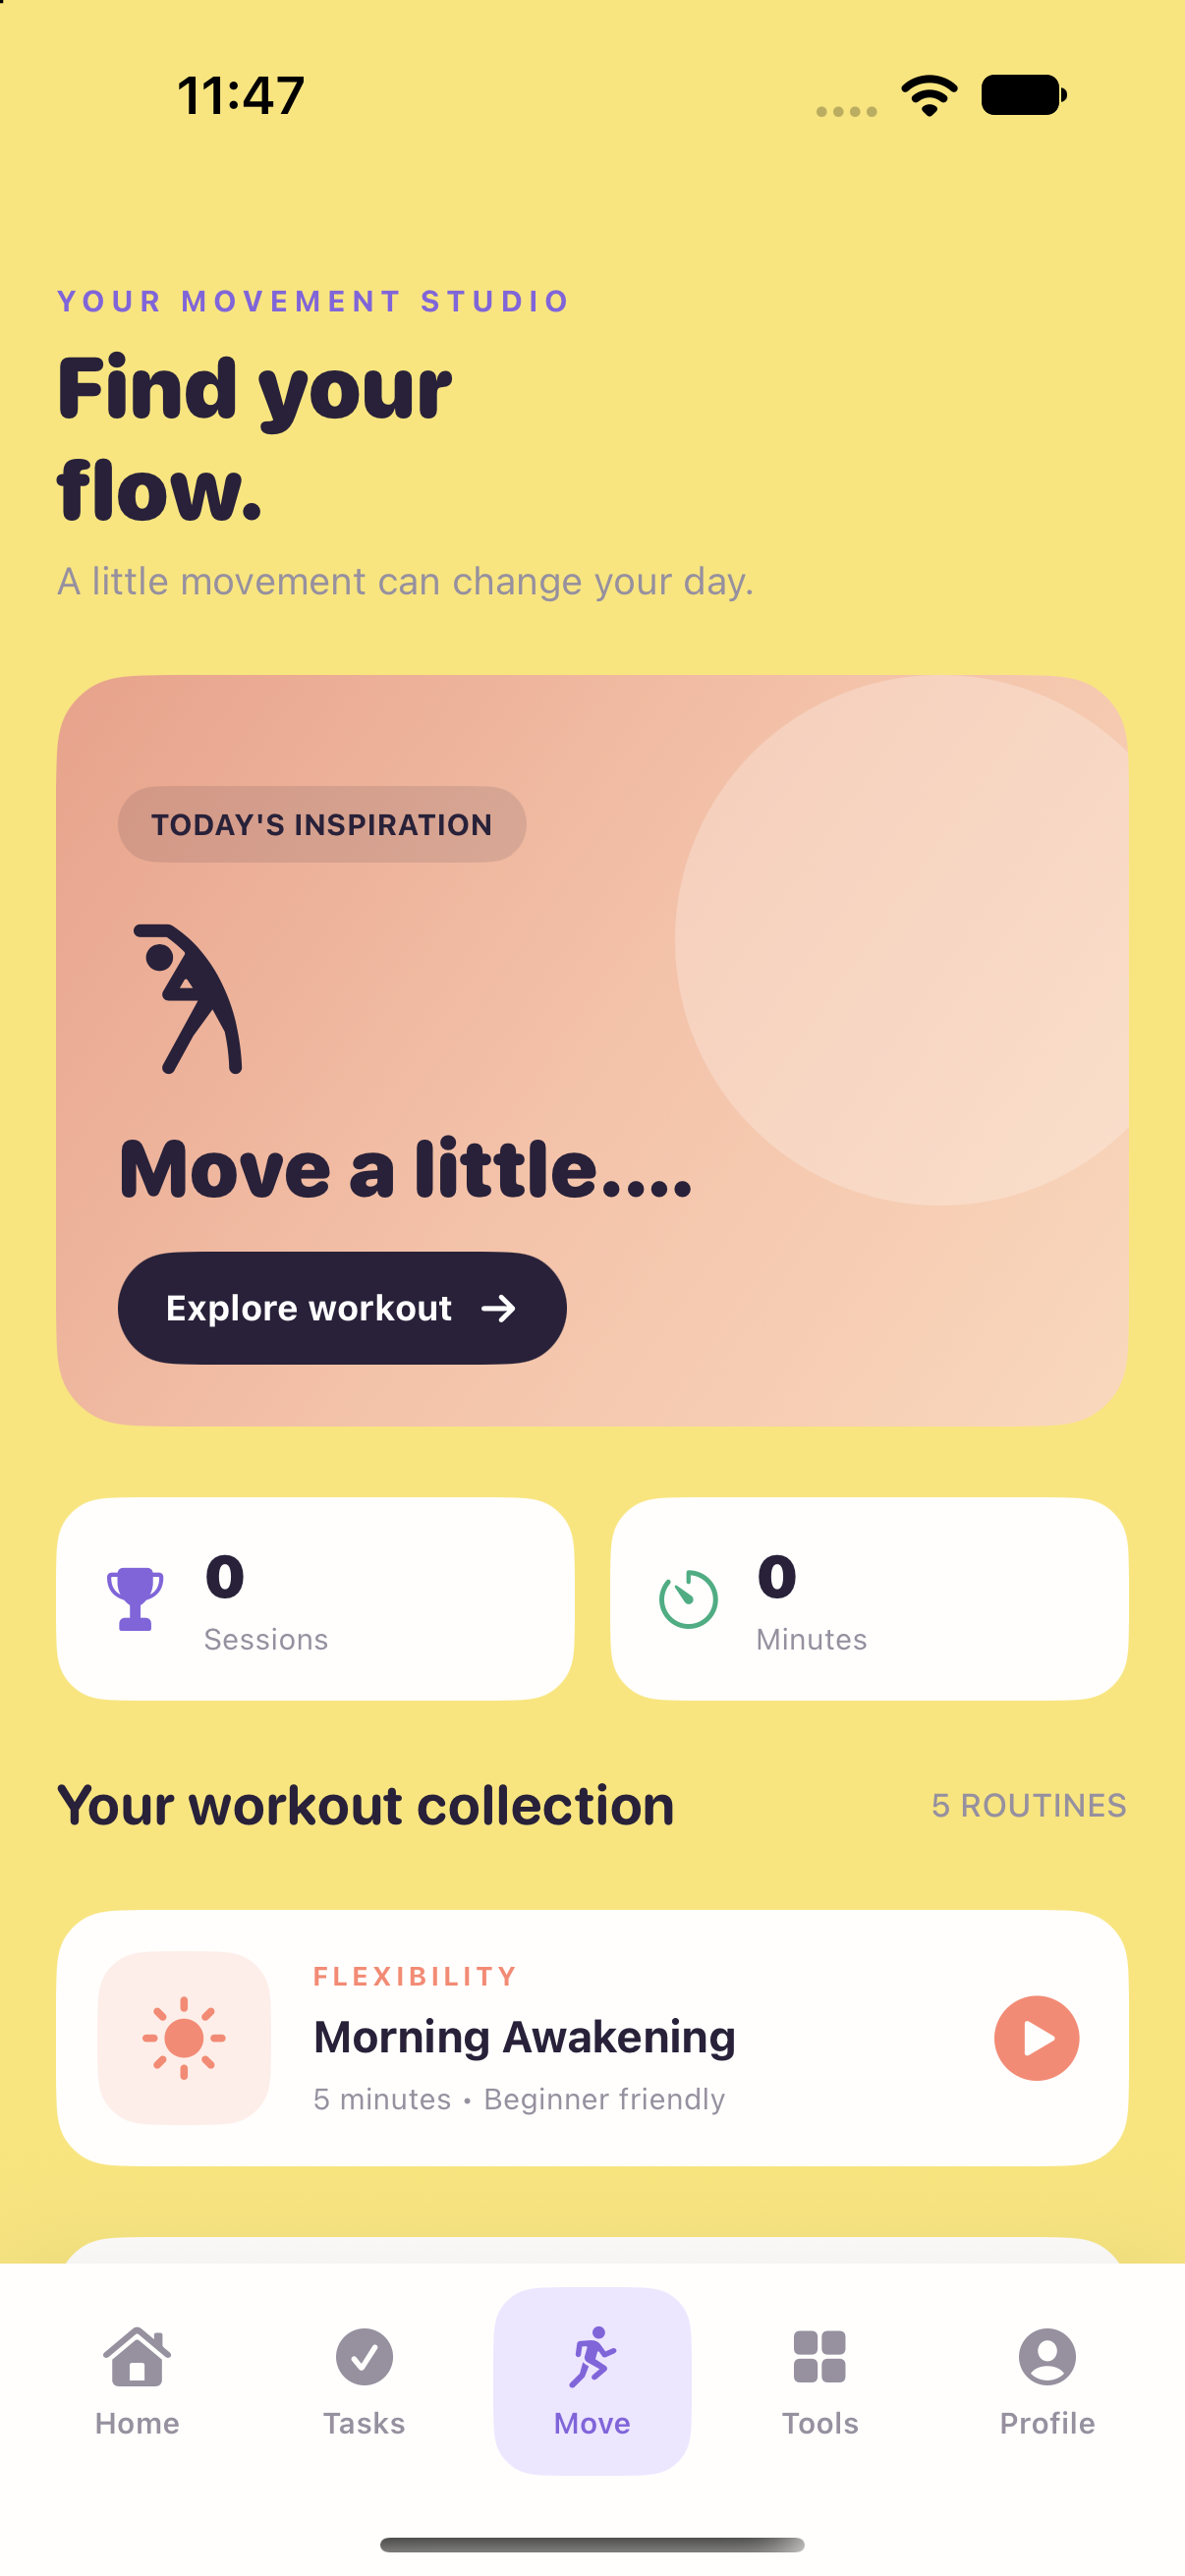 11:47
YOUR MOVEMENT STUDIO
Find your
flow.
A little movement can change your day.
TODAY'S INSPIRATION
Move a little....
Explore workout →
0
Sessions
0
Minutes
Your workout collection
5 ROUTINES
FLEXIBILITY
Morning Awakening
5 minutes • Beginner friendly
Home
Tasks
Move
Tools
Profile